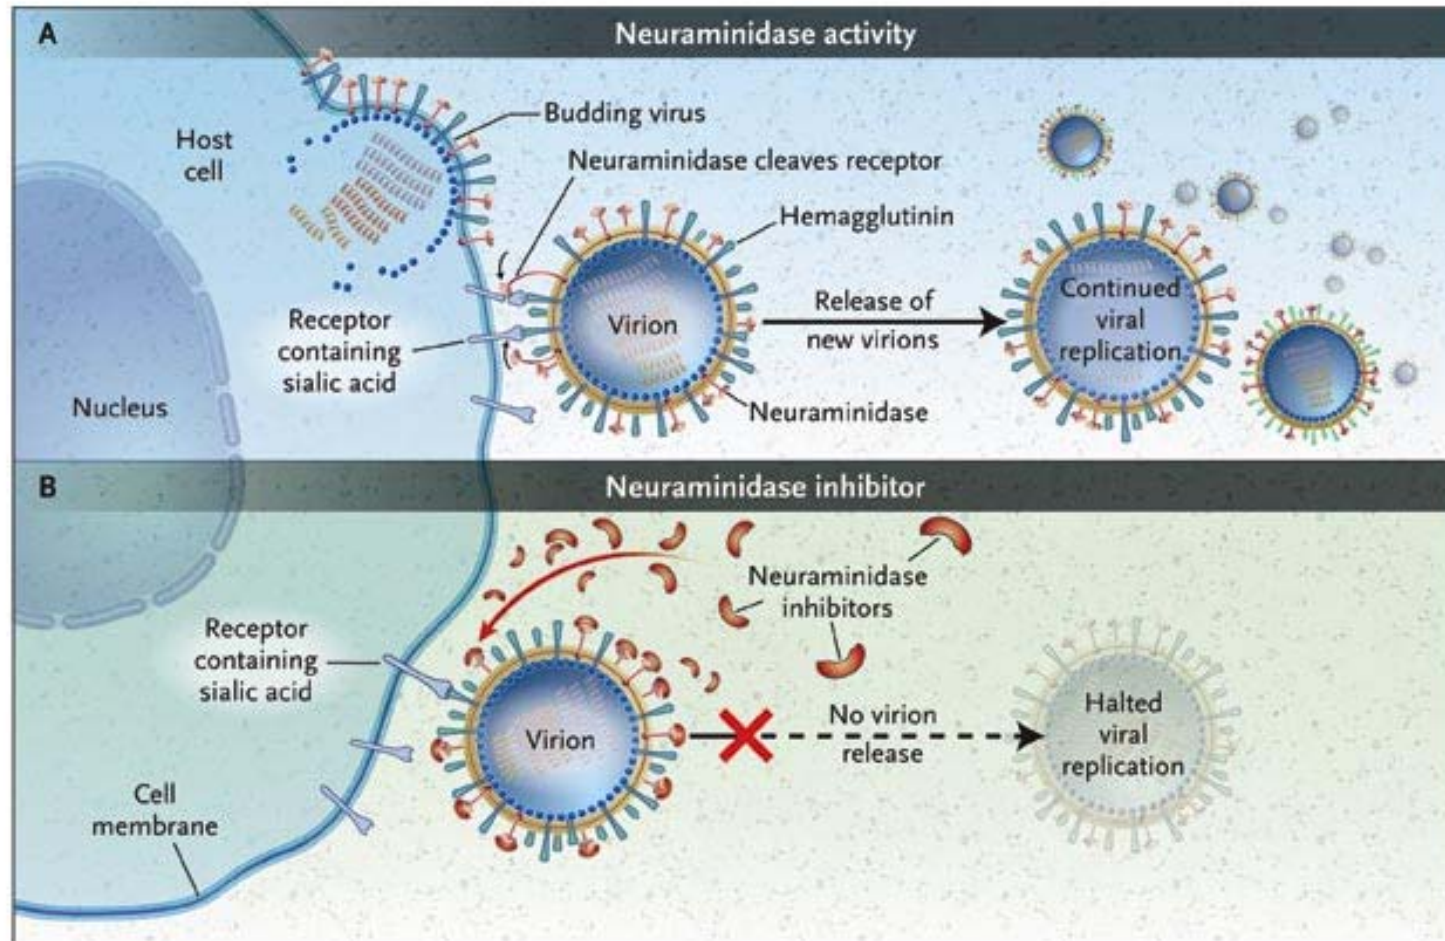 A
Neuraminidase activity
Budding virus
Host
cell
Neuraminidase cleaves receptor
Hemagglutinin
Receptor
containing
sialic acid
Virion
Release of
new virions
Continued
viral
replication
Nucleus
Neuraminidase
B
Neuraminidase inhibitor
Neuraminidase
inhibitors
Receptor
containing
sialic acid
Virion
No virion
release
Halted
viral
replication
Cell
membrane